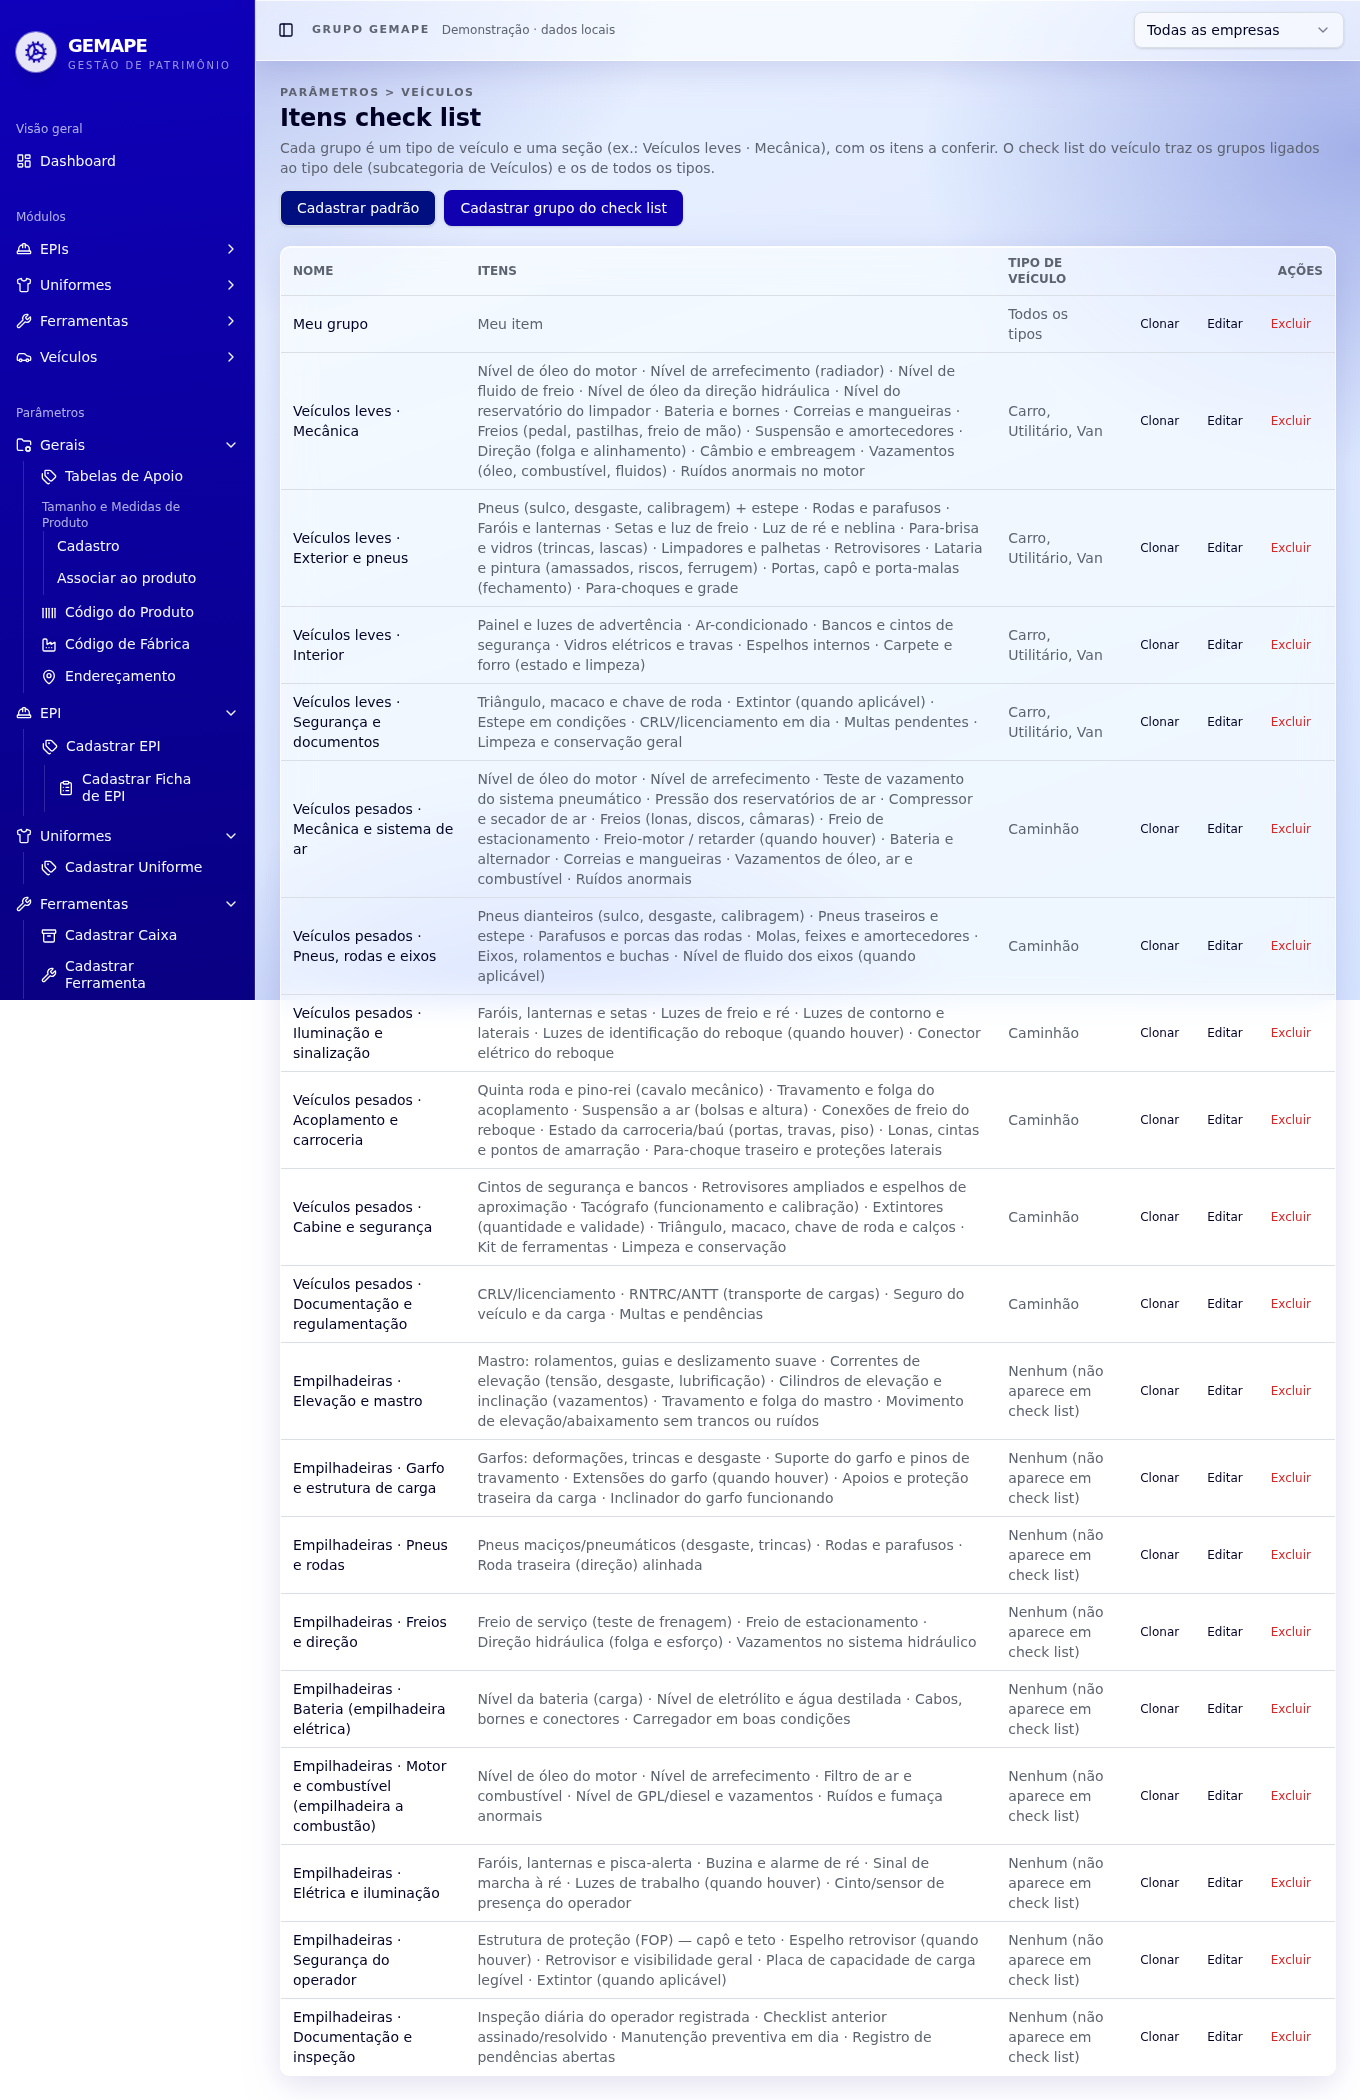 GEMAPE
GESTÃO DE PATRIMÔNIO
Visão geral
Dashboard
Módulos
EPIs
Uniformes
Ferramentas
Veículos
Parâmetros
Gerais
Tabelas de Apoio
Tamanho e Medidas de
Produto
Cadastro
Associar ao produto
Código do Produto
Código de Fábrica
Endereçamento
EPI
Cadastrar EPI
Cadastrar Ficha
de EPI
Uniformes
Cadastrar Uniforme
Ferramentas
Cadastrar Caixa
Cadastrar
Ferramenta
GRUPO GEMAPE Demonstração · dados locais
Todas as empresas
PARÂMETROS > VEÍCULOS
Itens check list
Cada grupo é um tipo de veículo e uma seção (ex.: Veículos leves · Mecânica), com os itens a conferir. O check list do veículo traz os grupos ligados
ao tipo dele (subcategoria de Veículos) e os de todos os tipos.
Cadastrar padrão
Cadastrar grupo do check list
NOME
ITENS
TIPO DE
VEÍCULO
AÇÕES
Meu grupo
Meu item
Todos os
tipos
Clonar Editar Excluir
Veículos leves ·
Mecânica
Nível de óleo do motor · Nível de arrefecimento (radiador) · Nível de
fluido de freio · Nível de óleo da direção hidráulica · Nível do
reservatório do limpador · Bateria e bornes · Correias e mangueiras ·
Freios (pedal, pastilhas, freio de mão) · Suspensão e amortecedores ·
Direção (folga e alinhamento) · Câmbio e embreagem · Vazamentos
(óleo, combustível, fluidos) · Ruídos anormais no motor
Carro,
Utilitário, Van
Clonar Editar Excluir
Veículos leves ·
Exterior e pneus
Pneus (sulco, desgaste, calibragem) + estepe · Rodas e parafusos ·
Faróis e lanternas · Setas e luz de freio · Luz de ré e neblina · Para-brisa
e vidros (trincas, lascas) · Limpadores e palhetas · Retrovisores · Lataria
e pintura (amassados, riscos, ferrugem) · Portas, capô e porta-malas
(fechamento) · Para-choques e grade
Carro,
Utilitário, Van
Clonar Editar Excluir
Veículos leves ·
Interior
Painel e luzes de advertência · Ar-condicionado · Bancos e cintos de
segurança · Vidros elétricos e travas · Espelhos internos · Carpete e
forro (estado e limpeza)
Carro,
Utilitário, Van
Clonar Editar Excluir
Veículos leves ·
Segurança e
documentos
Triângulo, macaco e chave de roda · Extintor (quando aplicável) ·
Estepe em condições · CRLV/licenciamento em dia · Multas pendentes ·
Limpeza e conservação geral
Carro,
Utilitário, Van
Clonar Editar Excluir
Veículos pesados ·
Mecânica e sistema de
ar
Nível de óleo do motor · Nível de arrefecimento · Teste de vazamento
do sistema pneumático · Pressão dos reservatórios de ar · Compressor
e secador de ar · Freios (lonas, discos, câmaras) · Freio de
estacionamento · Freio-motor / retarder (quando houver) · Bateria e
alternador · Correias e mangueiras · Vazamentos de óleo, ar e
combustível · Ruídos anormais
Caminhão
Clonar Editar Excluir
Veículos pesados ·
Pneus, rodas e eixos
Pneus dianteiros (sulco, desgaste, calibragem) · Pneus traseiros e
estepe · Parafusos e porcas das rodas · Molas, feixes e amortecedores ·
Eixos, rolamentos e buchas · Nível de fluido dos eixos (quando
aplicável)
Caminhão
Clonar Editar Excluir
Veículos pesados ·
Iluminação e
sinalização
Faróis, lanternas e setas · Luzes de freio e ré · Luzes de contorno e
laterais · Luzes de identificação do reboque (quando houver) · Conector
elétrico do reboque
Caminhão
Clonar Editar Excluir
Veículos pesados ·
Acoplamento e
carroceria
Quinta roda e pino-rei (cavalo mecânico) · Travamento e folga do
acoplamento · Suspensão a ar (bolsas e altura) · Conexões de freio do
reboque · Estado da carroceria/baú (portas, travas, piso) · Lonas, cintas
e pontos de amarração · Para-choque traseiro e proteções laterais
Caminhão
Clonar Editar Excluir
Veículos pesados ·
Cabine e segurança
Cintos de segurança e bancos · Retrovisores ampliados e espelhos de
aproximação · Tacógrafo (funcionamento e calibração) · Extintores
(quantidade e validade) · Triângulo, macaco, chave de roda e calços ·
Kit de ferramentas · Limpeza e conservação
Caminhão
Clonar Editar Excluir
Veículos pesados ·
Documentação e
regulamentação
CRLV/licenciamento · RNTRC/ANTT (transporte de cargas) · Seguro do
veículo e da carga · Multas e pendências
Caminhão
Clonar Editar Excluir
Empilhadeiras ·
Elevação e mastro
Mastro: rolamentos, guias e deslizamento suave · Correntes de
elevação (tensão, desgaste, lubrificação) · Cilindros de elevação e
inclinação (vazamentos) · Travamento e folga do mastro · Movimento
de elevação/abaixamento sem trancos ou ruídos
Nenhum (não
aparece em
check list)
Clonar Editar Excluir
Empilhadeiras · Garfo
e estrutura de carga
Garfos: deformações, trincas e desgaste · Suporte do garfo e pinos de
travamento · Extensões do garfo (quando houver) · Apoios e proteção
traseira da carga · Inclinador do garfo funcionando
Nenhum (não
aparece em
check list)
Clonar Editar Excluir
Empilhadeiras · Pneus
e rodas
Pneus maciços/pneumáticos (desgaste, trincas) · Rodas e parafusos ·
Roda traseira (direção) alinhada
Nenhum (não
aparece em
check list)
Clonar Editar Excluir
Empilhadeiras · Freios
e direção
Freio de serviço (teste de frenagem) · Freio de estacionamento ·
Direção hidráulica (folga e esforço) · Vazamentos no sistema hidráulico
Nenhum (não
aparece em
check list)
Clonar Editar Excluir
Empilhadeiras ·
Bateria (empilhadeira
elétrica)
Nível da bateria (carga) · Nível de eletrólito e água destilada · Cabos,
bornes e conectores · Carregador em boas condições
Nenhum (não
aparece em
check list)
Clonar Editar Excluir
Empilhadeiras · Motor
e combustível
(empilhadeira a
combustão)
Nível de óleo do motor · Nível de arrefecimento · Filtro de ar e
combustível · Nível de GPL/diesel e vazamentos · Ruídos e fumaça
anormais
Nenhum (não
aparece em
check list)
Clonar Editar Excluir
Empilhadeiras ·
Elétrica e iluminação
Faróis, lanternas e pisca-alerta · Buzina e alarme de ré · Sinal de
marcha à ré · Luzes de trabalho (quando houver) · Cinto/sensor de
presença do operador
Nenhum (não
aparece em
check list)
Clonar Editar Excluir
Empilhadeiras ·
Segurança do
operador
Estrutura de proteção (FOP) — capô e teto · Espelho retrovisor (quando
houver) · Retrovisor e visibilidade geral · Placa de capacidade de carga
legível · Extintor (quando aplicável)
Nenhum (não
aparece em
check list)
Clonar Editar Excluir
Empilhadeiras ·
Documentação e
inspeção
Inspeção diária do operador registrada · Checklist anterior
assinado/resolvido · Manutenção preventiva em dia · Registro de
pendências abertas
Nenhum (não
aparece em
check list)
Clonar Editar Excluir